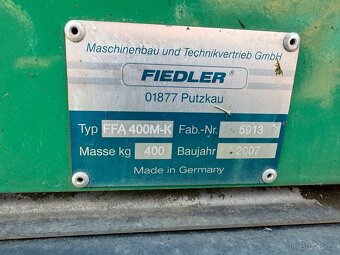 Maschinenbau und Technikvertrieb GmbH
FIEDLER®
01877 Putzkau
Typ FFA 400M-K Fab.-Nr. 5913
Masse kg 400 Baujahr 2007
Made in Germany